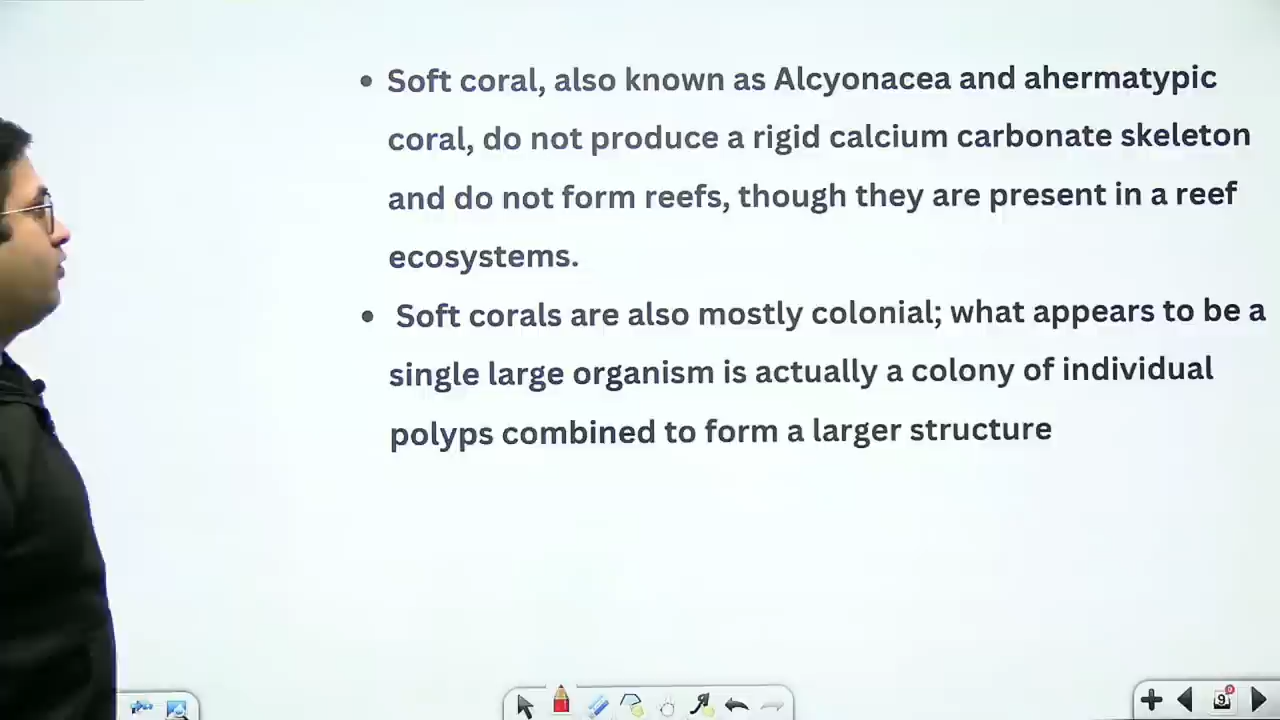 • Soft coral, also known as Alcyonacea and ahermatypic
coral, do not produce a rigid calcium carbonate skeleton
and do not form reefs, though they are present in a reef
ecosystems.
• Soft corals are also mostly colonial; what appears to be a
single large organism is actually a colony of individual
polyps combined to form a larger structure
9